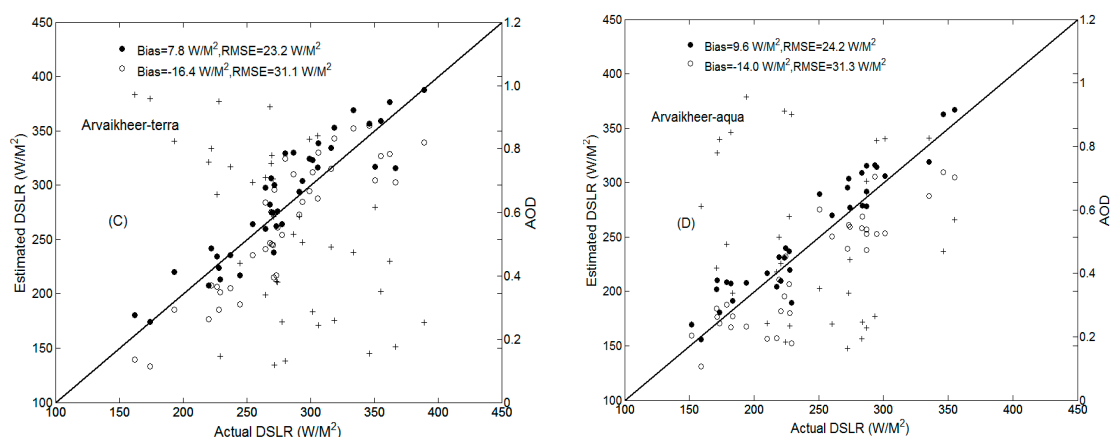 450
400
350
300
250
200
150
100
Estimated DSLR (W/M²)
Bias=7.8 W/M²,RMSE=23.2 W/M²
Bias=-16.4 W/M²,RMSE=31.1 W/M²
Arvaikheer-terra
(C)
1.2
1
0.8
0.6
0.4
0.2
0
AOD
100 150 200 250 300 350 400 450
Actual DSLR (W/M²)
450
400
350
300
250
200
150
100
Estimated DSLR (W/M²)
Bias=9.6 W/M²,RMSE=24.2 W/M²
Bias=-14.0 W/M²,RMSE=31.3 W/M²
Arvaikheer-aqua
(D)
1.2
1
0.8
0.6
0.4
0.2
0
AOD
100 150 200 250 300 350 400 450
Actual DSLR (W/M²)